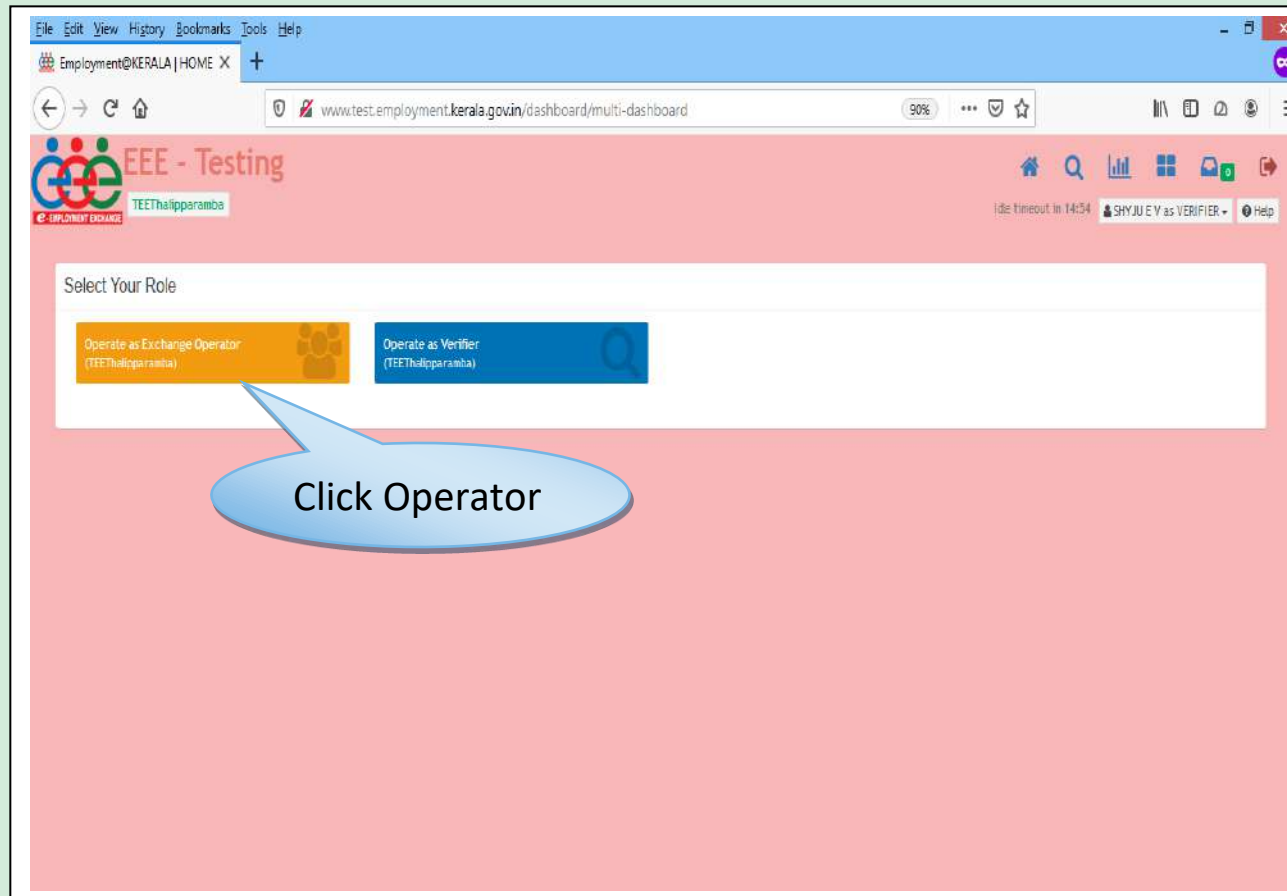 File Edit View History Bookmarks Tools Help
Employment@KERALA | HOME
www.test.employment.kerala.gov.in/dashboard/multi-dashboard
90%
EEE - Testing
TEEThalipparamba
e-EMPLOYMENT EXCHANGE
Idle timeout in 14:54
SHYJU E V as VERIFIER
Help
0
Select Your Role
Operate as Exchange Operator
(TEEThalipparamba)
Operate as Verifier
(TEEThalipparamba)
Click Operator